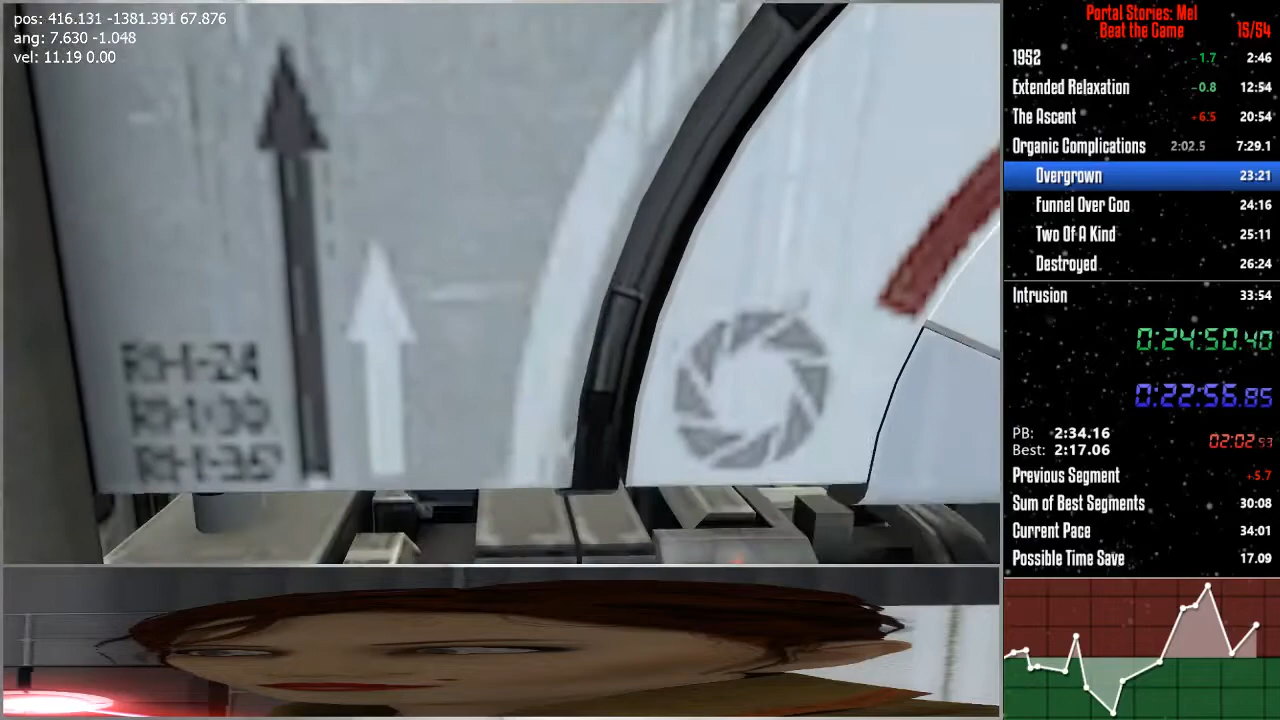 pos: 416.131 -1381.391 67.876
ang: 7.630 -1.048
vel: 11.19 0.00
Portal Stories: Mel
Beat the Game 15/54
1952 -1.7 2:46
Extended Relaxation -0.8 12:54
The Ascent +6.5 20:54
Organic Complications 2:02.5 7:29.1
Overgrown 23:21
Funnel Over Goo 24:16
Two Of A Kind 25:11
Destroyed 26:24
Intrusion 33:54
0:24:50.40
0:22:56.85
PB: 2:34.16
Best: 2:17.06
02:02 53
Previous Segment +5.7
Sum of Best Segments 30:08
Current Pace 34:01
Possible Time Save 17.09